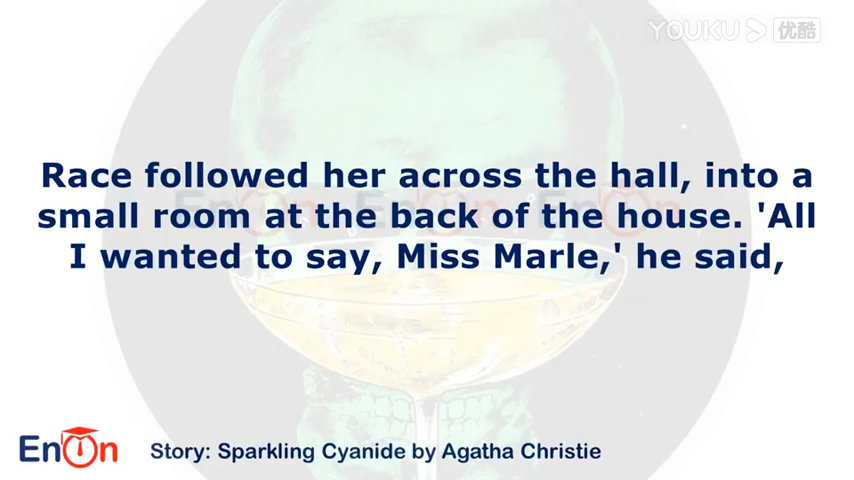 YOUKU 优酷
Race followed her across the hall, into a
small room at the back of the house. 'All
I wanted to say, Miss Marle,' he said,
EnOn
Story: Sparkling Cyanide by Agatha Christie